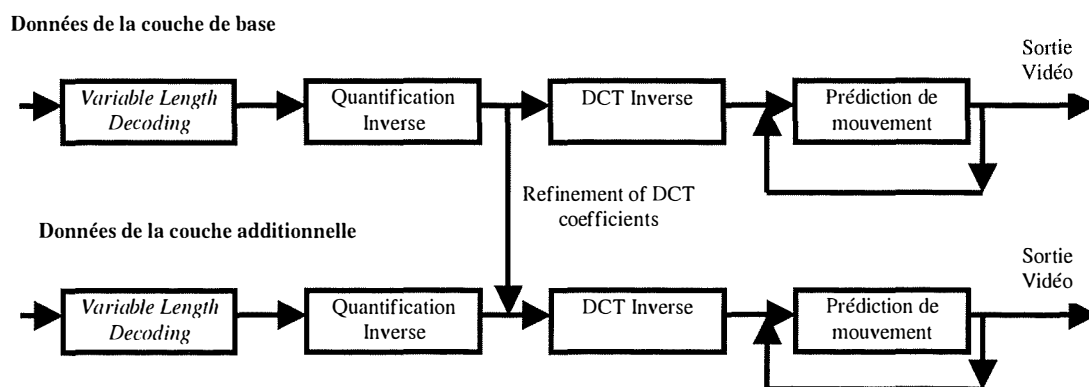 Données de la couche de base
Sortie
Vidéo
Variable Length
Decoding
Quantification
Inverse
DCT Inverse
Prédiction de
mouvement
Refinement of DCT
coefficients
Données de la couche additionnelle
Sortie
Vidéo
Variable Length
Decoding
Quantification
Inverse
DCT Inverse
Prédiction de
mouvement